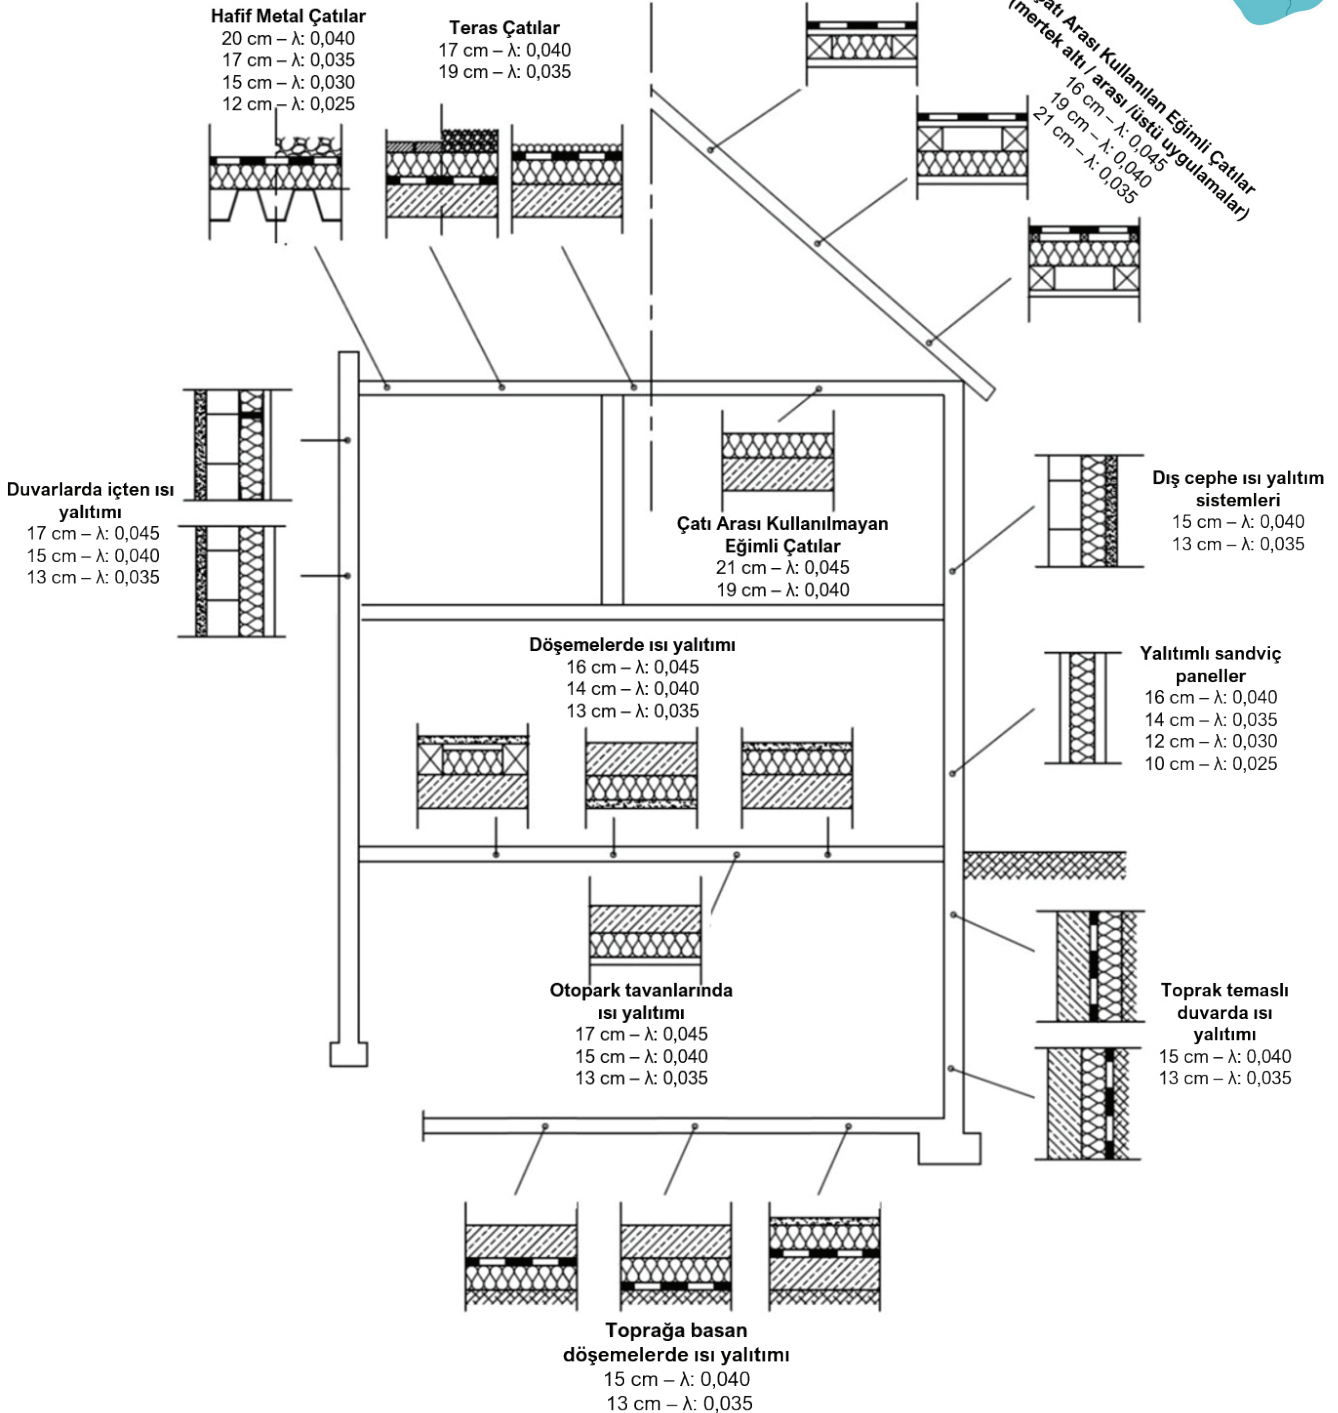 Hafif Metal Çatılar
20 cm – λ: 0,040
17 cm – λ: 0,035
15 cm – λ: 0,030
12 cm – λ: 0,025
Teras Çatılar
17 cm – λ: 0,040
19 cm – λ: 0,035
Çatı Arası Kullanılan Eğimli Çatılar
(mertek altı / arası /üstü uygulamalar)
16 cm – λ: 0,045
19 cm – λ: 0,040
21 cm – λ: 0,035
Duvarlarda içten ısı
yalıtımı
17 cm – λ: 0,045
15 cm – λ: 0,040
13 cm – λ: 0,035
Çatı Arası Kullanılmayan
Eğimli Çatılar
21 cm – λ: 0,045
19 cm – λ: 0,040
Dış cephe ısı yalıtım
sistemleri
15 cm – λ: 0,040
13 cm – λ: 0,035
Döşemelerde ısı yalıtımı
16 cm – λ: 0,045
14 cm – λ: 0,040
13 cm – λ: 0,035
Yalıtımlı sandviç
paneller
16 cm – λ: 0,040
14 cm – λ: 0,035
12 cm – λ: 0,030
10 cm – λ: 0,025
Otopark tavanlarında
ısı yalıtımı
17 cm – λ: 0,045
15 cm – λ: 0,040
13 cm – λ: 0,035
Toprak temaslı
duvarda ısı
yalıtımı
15 cm – λ: 0,040
13 cm – λ: 0,035
Toprağa basan
döşemelerde ısı yalıtımı
15 cm – λ: 0,040
13 cm – λ: 0,035